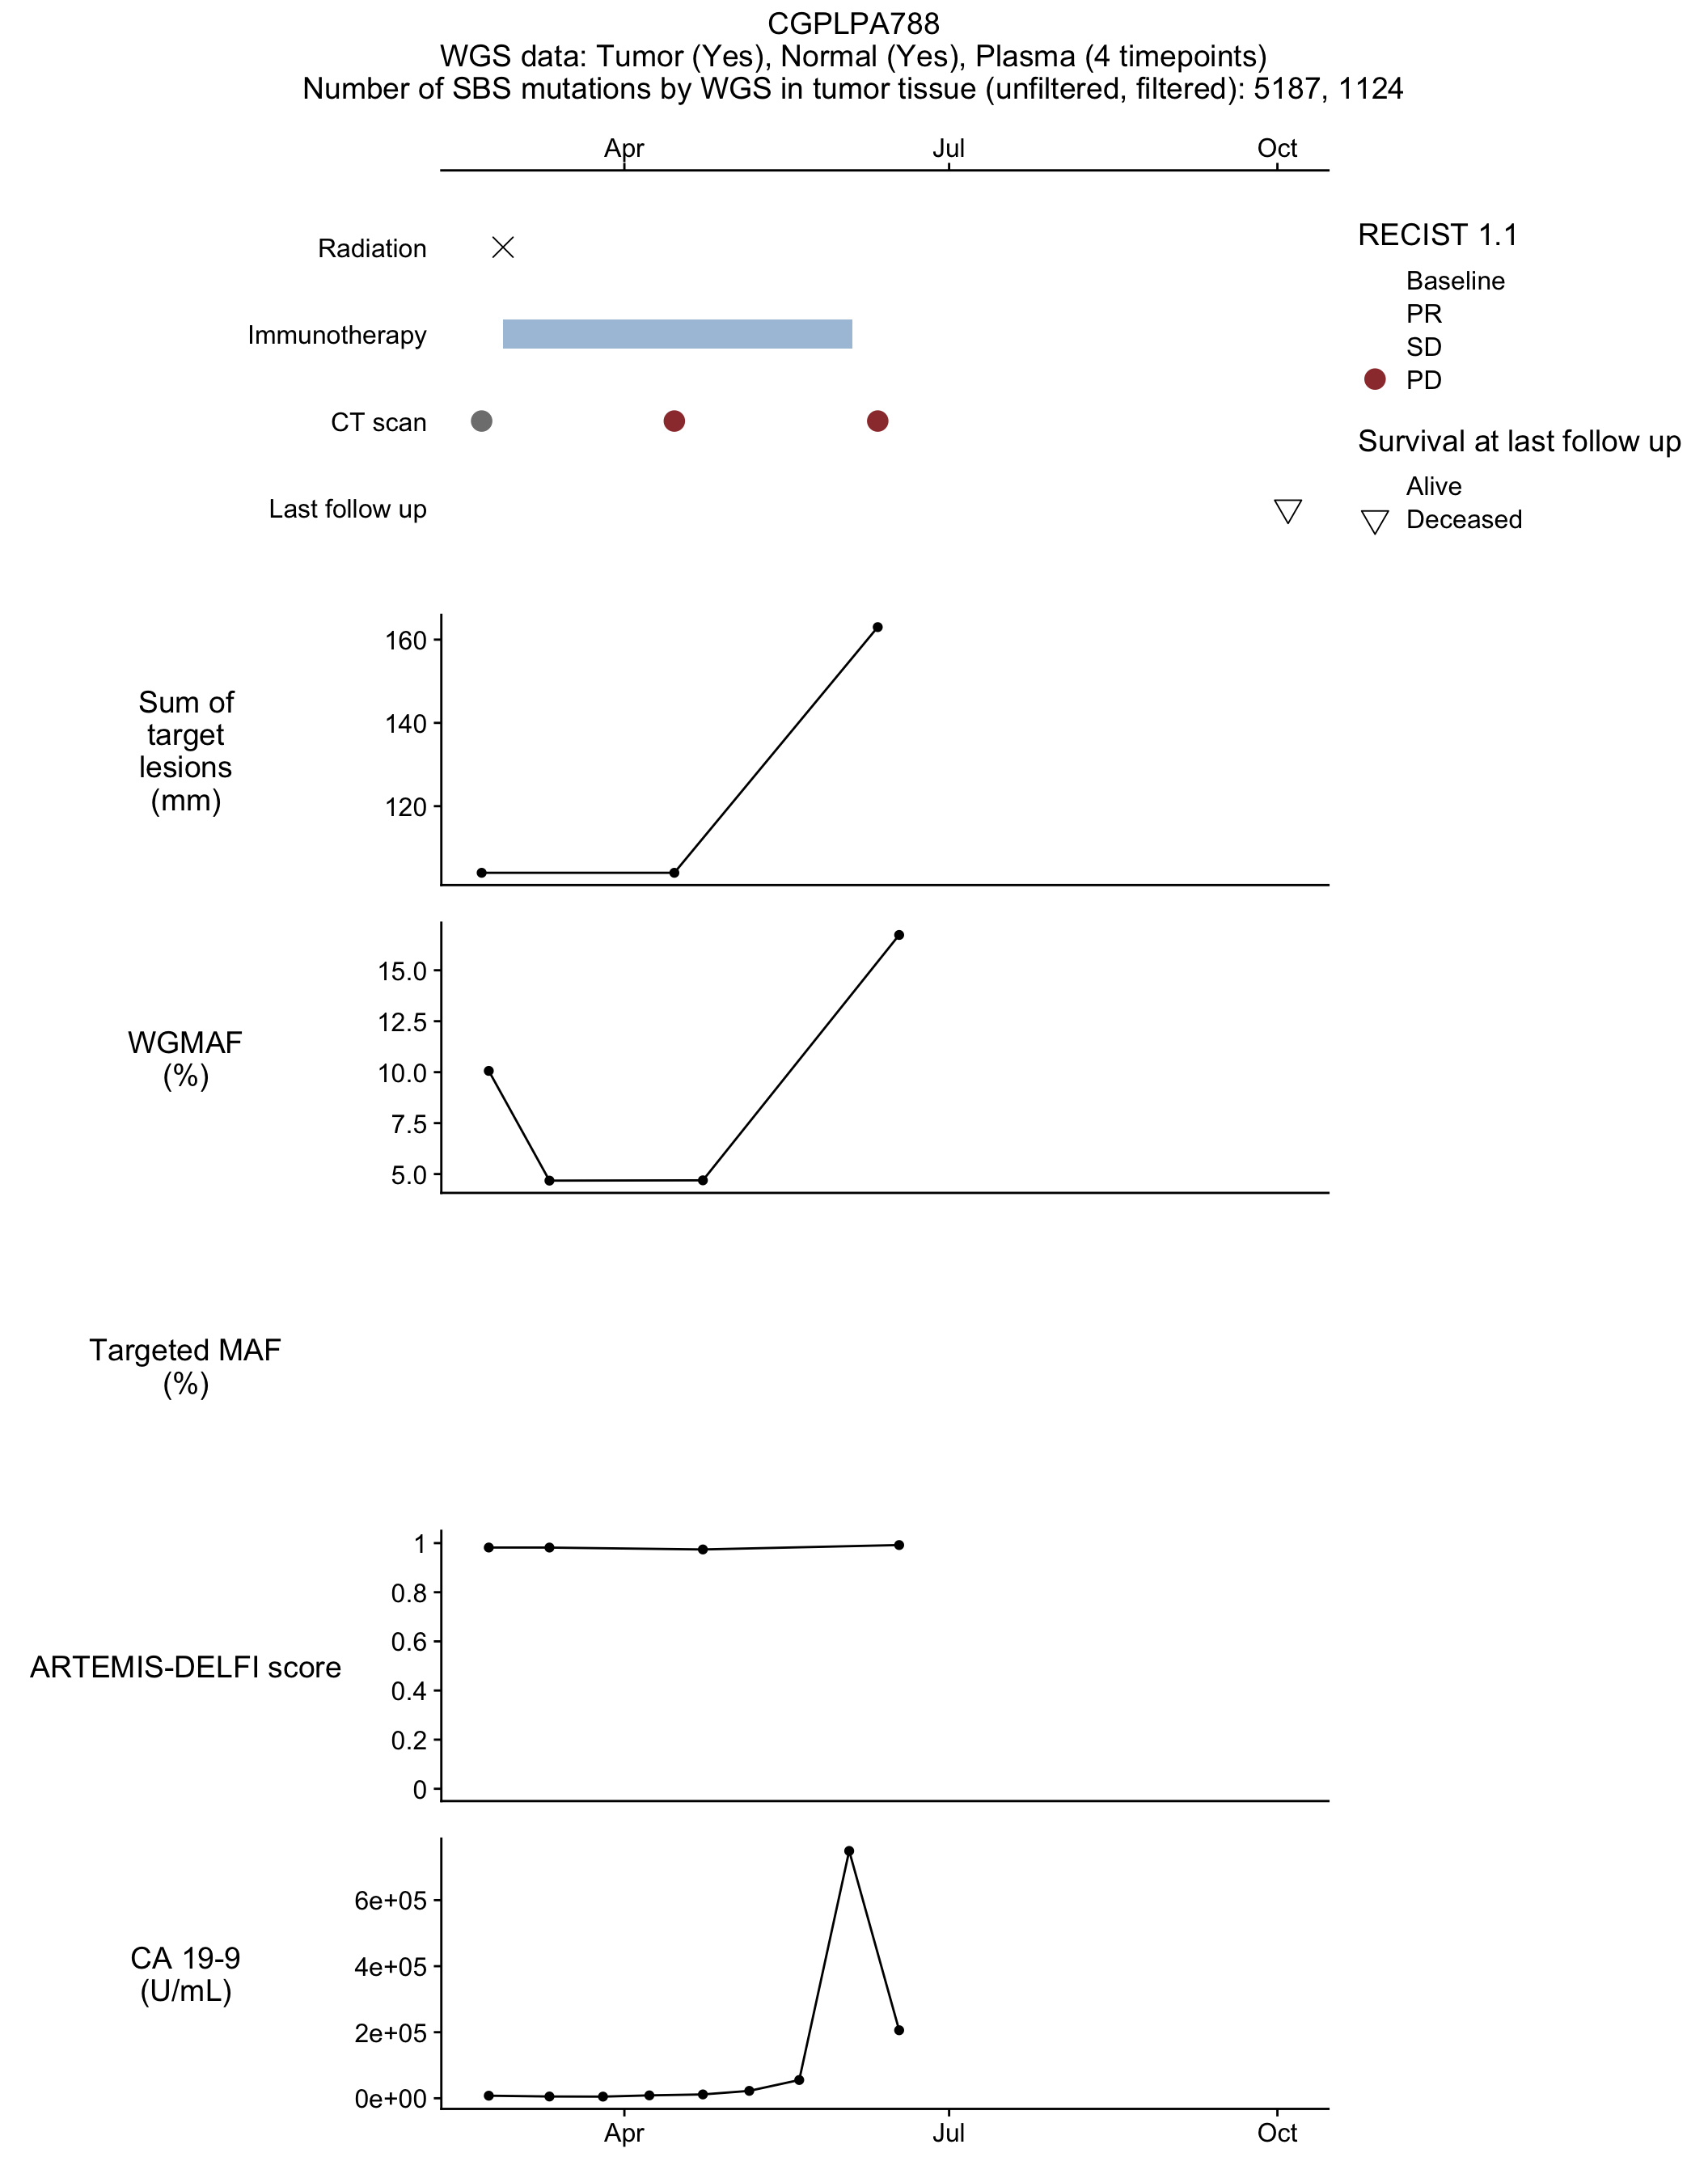 CGPLPA788
WGS data: Tumor (Yes), Normal (Yes), Plasma (4 timepoints)
Number of SBS mutations by WGS in tumor tissue (unfiltered, filtered): 5187, 1124
Apr Jul Oct
Radiation
Immunotherapy
CT scan
Last follow up
RECIST 1.1
Baseline
PR
SD
PD
Survival at last follow up
Alive
Deceased
Sum of
target
lesions
(mm)
160
140
120
WGMAF
(%)
15.0
12.5
10.0
7.5
5.0
Targeted MAF
(%)
ARTEMIS-DELFI score
1
0.8
0.6
0.4
0.2
0
CA 19-9
(U/mL)
6e+05
4e+05
2e+05
0e+00
Apr Jul Oct